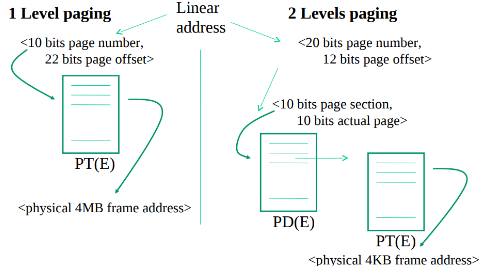 1 Level paging
Linear
address
2 Levels paging
<10 bits page number,
22 bits page offset>
PT(E)
<physical 4MB frame address>
<20 bits page number,
12 bits page offset>
<10 bits page section,
10 bits actual page>
PD(E)
PT(E)
<physical 4KB frame address>